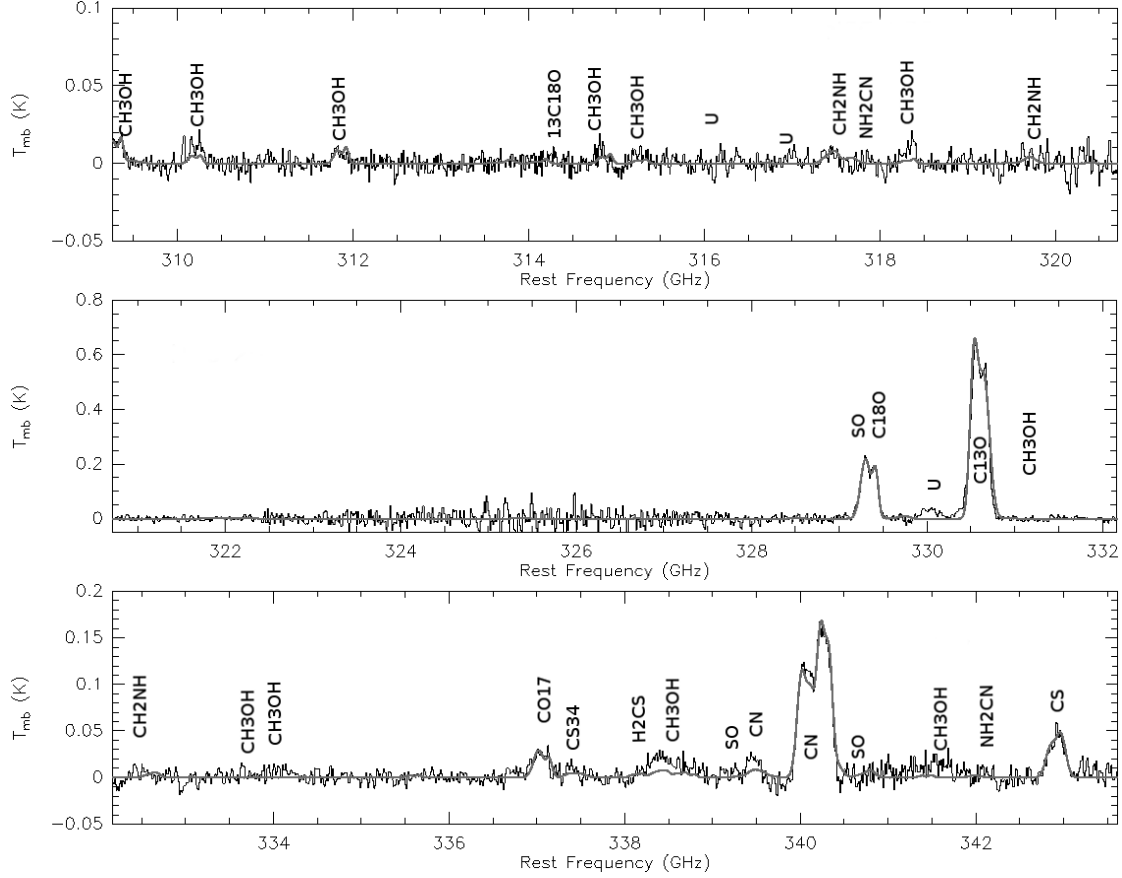 0.1
0.05
0
-0.05
T_mb (K)
CH3OH
CH3OH
CH3OH
13C18O
CH3OH
CH3OH
U
U
CH2NH
NH2CN
CH3OH
CH2NH
310
312
314
316
318
320
Rest Frequency (GHz)
0.8
0.6
0.4
0.2
0
T_mb (K)
SO
C18O
U
C13O
CH3OH
322
324
326
328
330
332
Rest Frequency (GHz)
0.2
0.15
0.1
0.05
0
-0.05
T_mb (K)
CH2NH
CH3OH
CH3OH
CO17
CS34
H2CS
CH3OH
SO
CN
CN
SO
CH3OH
NH2CN
CS
334
336
338
340
342
Rest Frequency (GHz)